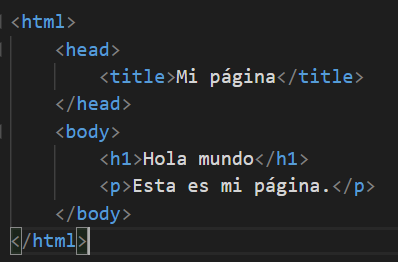 <html>
<head>
<title>Mi página</title>
</head>
<body>
<h1>Hola mundo</h1>
<p>Esta es mi página.</p>
</body>
</html>